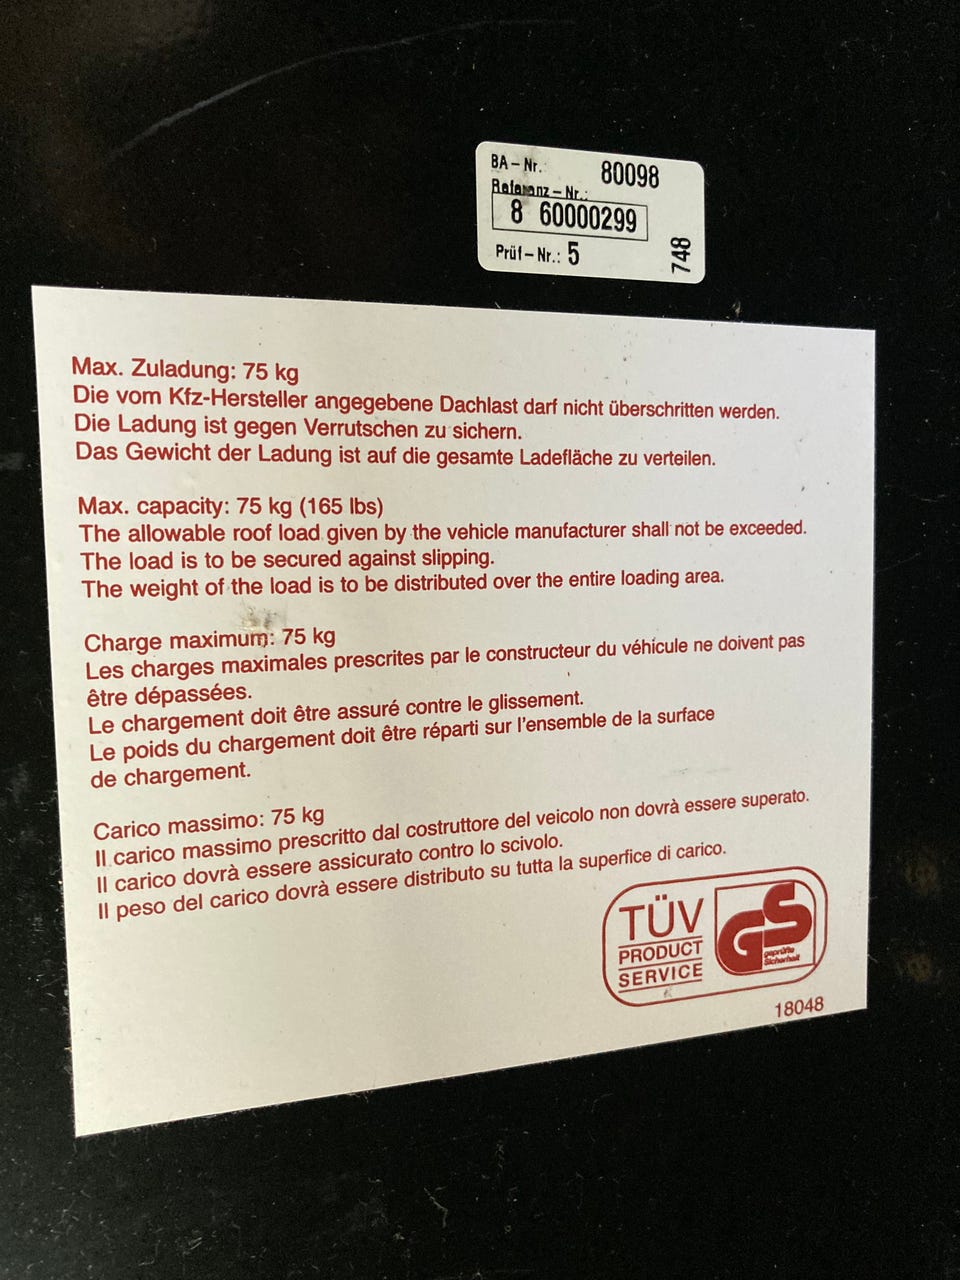 BA-Nr. 80098
Referenz-Nr.:
8 60000299
Prüf-Nr.: 5
748
Max. Zuladung: 75 kg
Die vom Kfz-Hersteller angegebene Dachlast darf nicht überschritten werden.
Die Ladung ist gegen Verrutschen zu sichern.
Das Gewicht der Ladung ist auf die gesamte Ladefläche zu verteilen.
Max. capacity: 75 kg (165 lbs)
The allowable roof load given by the vehicle manufacturer shall not be exceeded.
The load is to be secured against slipping.
The weight of the load is to be distributed over the entire loading area.
Charge maximum: 75 kg
Les charges maximales prescrites par le constructeur du véhicule ne doivent pas
être dépassées.
Le chargement doit être assuré contre le glissement.
Le poids du chargement doit être réparti sur l'ensemble de la surface
de chargement.
Carico massimo: 75 kg
Il carico massimo prescritto dal costruttore del veicolo non dovrà essere superato.
Il carico dovrà essere assicurato contro lo scivolo.
Il peso del carico dovrà essere distributo su tutta la superfice di carico.
TÜV
PRODUCT
SERVICE
GS
geprüfte
Sicherheit
18048